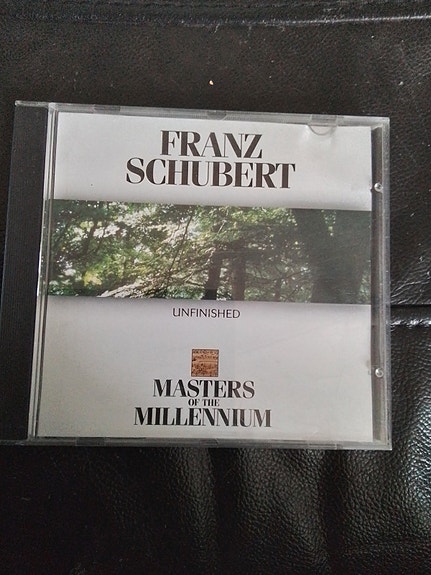 FRANZ
SCHUBERT
UNFINISHED
MASTERS
OF THE
MILLENNIUM